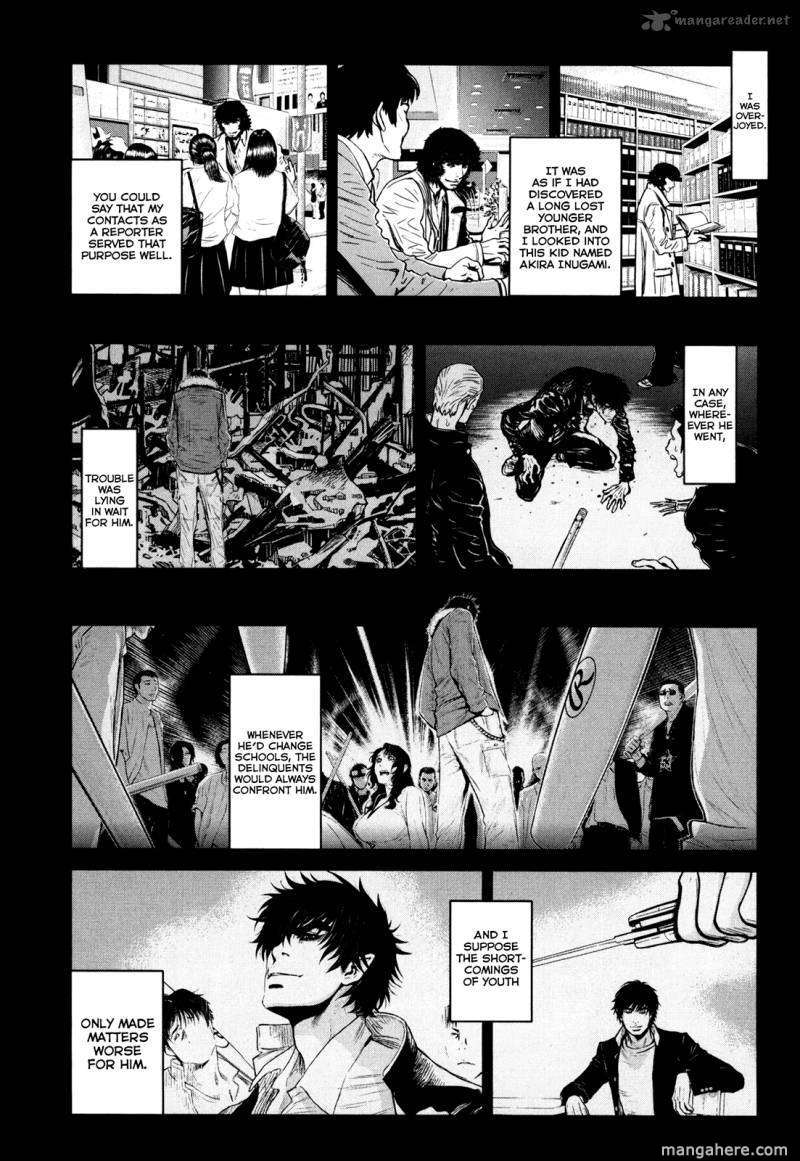 mangareader.net
I
WAS
OVER-
JOYED.
IT WAS
AS IF I HAD
DISCOVERED
A LONG LOST
YOUNGER
BROTHER, AND
I LOOKED INTO
THIS KID NAMED
AKIRA INUGAMI.
YOU COULD
SAY THAT MY
CONTACTS AS
A REPORTER
SERVED THAT
PURPOSE WELL.
IN ANY
CASE,
WHERE-
EVER HE
WENT,
TROUBLE
WAS
LYING
IN WAIT
FOR HIM.
WHENEVER
HE'D CHANGE
SCHOOLS, THE
DELINQUENTS
WOULD ALWAYS
CONFRONT HIM.
AND I
SUPPOSE
THE SHORT-
COMINGS
OF YOUTH
ONLY MADE
MATTERS
WORSE
FOR HIM.
mangahere.com